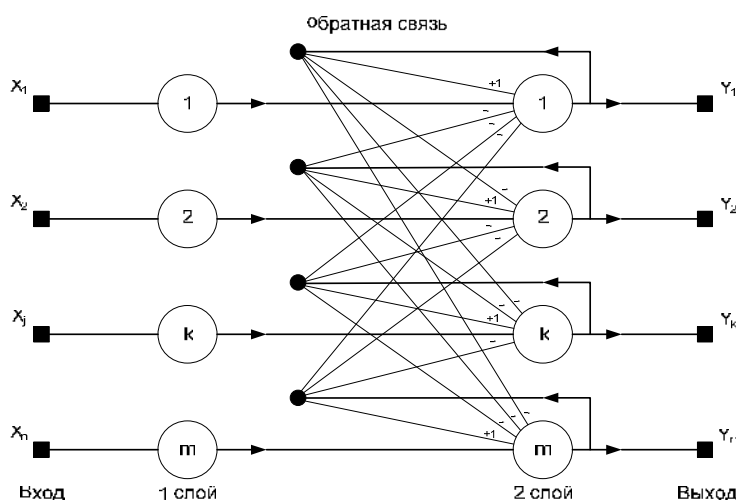 обратная связь
X1
1
+1
1
Y1
X2
2
+1
2
Y2
Xj
k
+1
k
Yk
Xn
m
+1
m
Вход
1 слой
2 слой
Выход